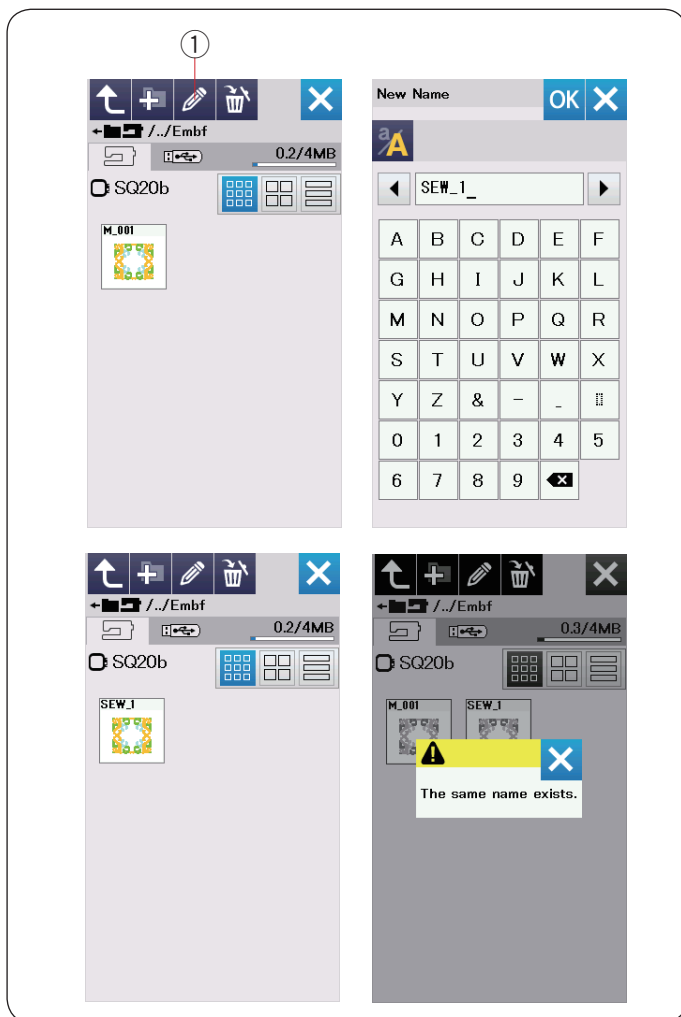 1
/../Embf
0.2/4MB
SQ20b
M_001
New Name
OK
a/A
SEW_1_
A B C D E F
G H I J K L
M N O P Q R
S T U V W X
Y Z & - _
0 1 2 3 4 5
6 7 8 9
/../Embf
0.2/4MB
SQ20b
SEW_1
/../Embf
0.3/4MB
SQ20b
M_001 SEW_1
The same name exists.